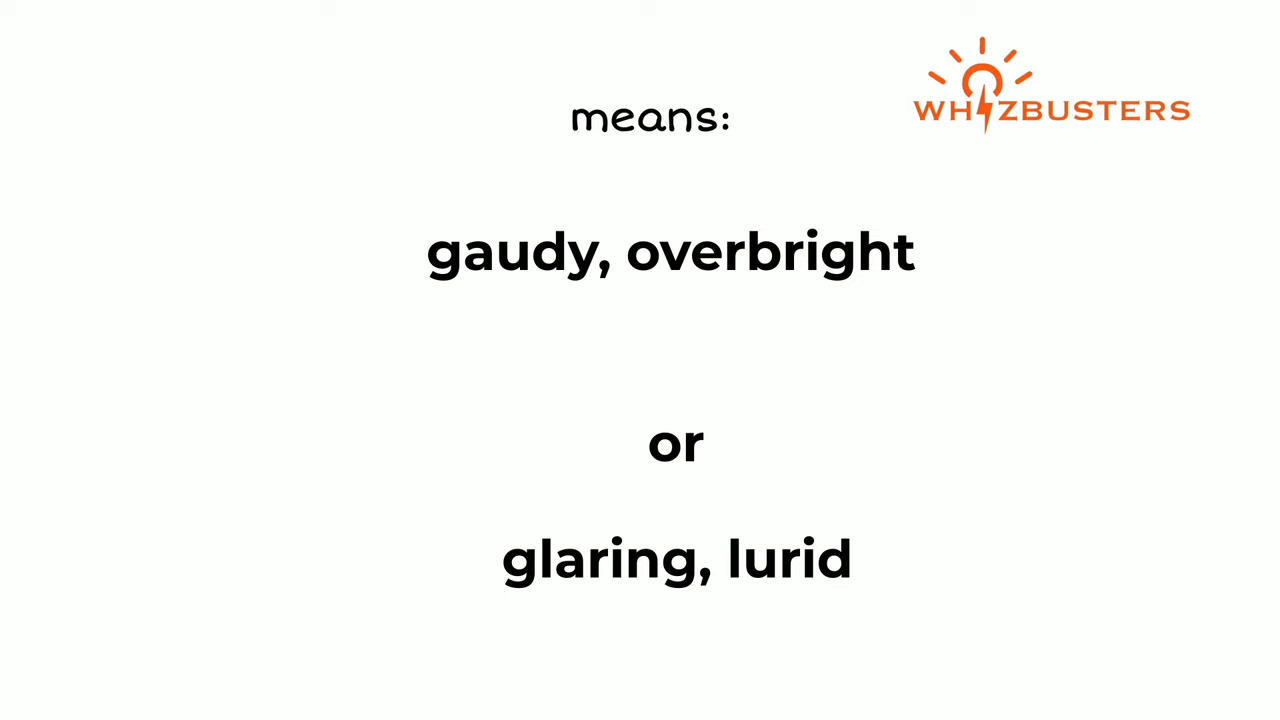 WHIZBUSTERS
means:
gaudy, overbright
or
glaring, lurid